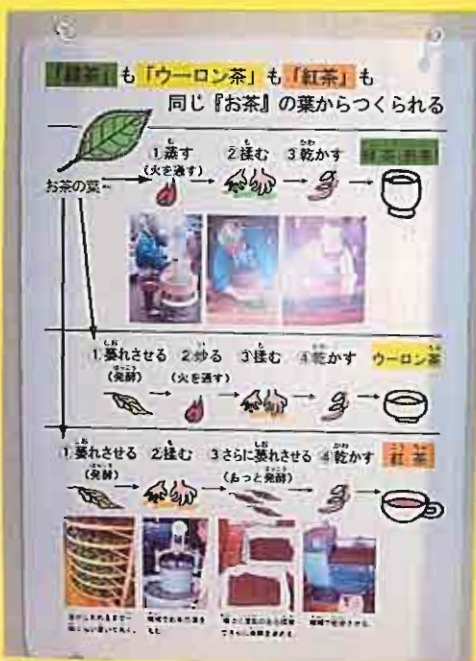 「緑茶」も「ウーロン茶」も「紅茶」も
同じ『お茶』の葉からつくられる
お茶の葉
1 蒸す
(火を通す)
2 揉む
3 乾かす
1 萎れさせる
(発酵)
2 炒る
(火を通す)
3 揉む
4 乾かす
ウーロン茶
1 萎れさせる
(発酵)
2 揉む
3 さらに萎れさせる
(もっと発酵)
4 乾かす
紅茶